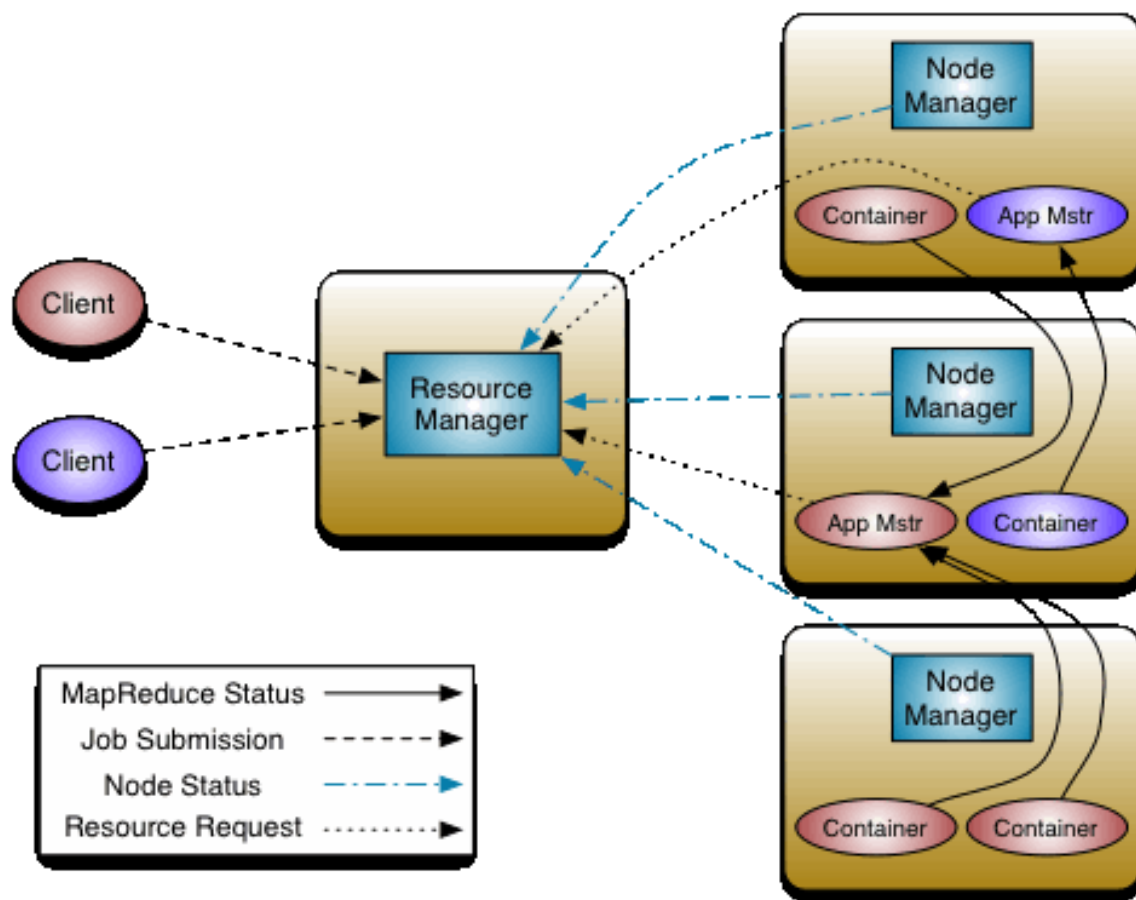 Client
Client
Resource
Manager
Node
Manager
Container
App Mstr
Node
Manager
App Mstr
Container
Node
Manager
Container
Container
MapReduce Status
Job Submission
Node Status
Resource Request